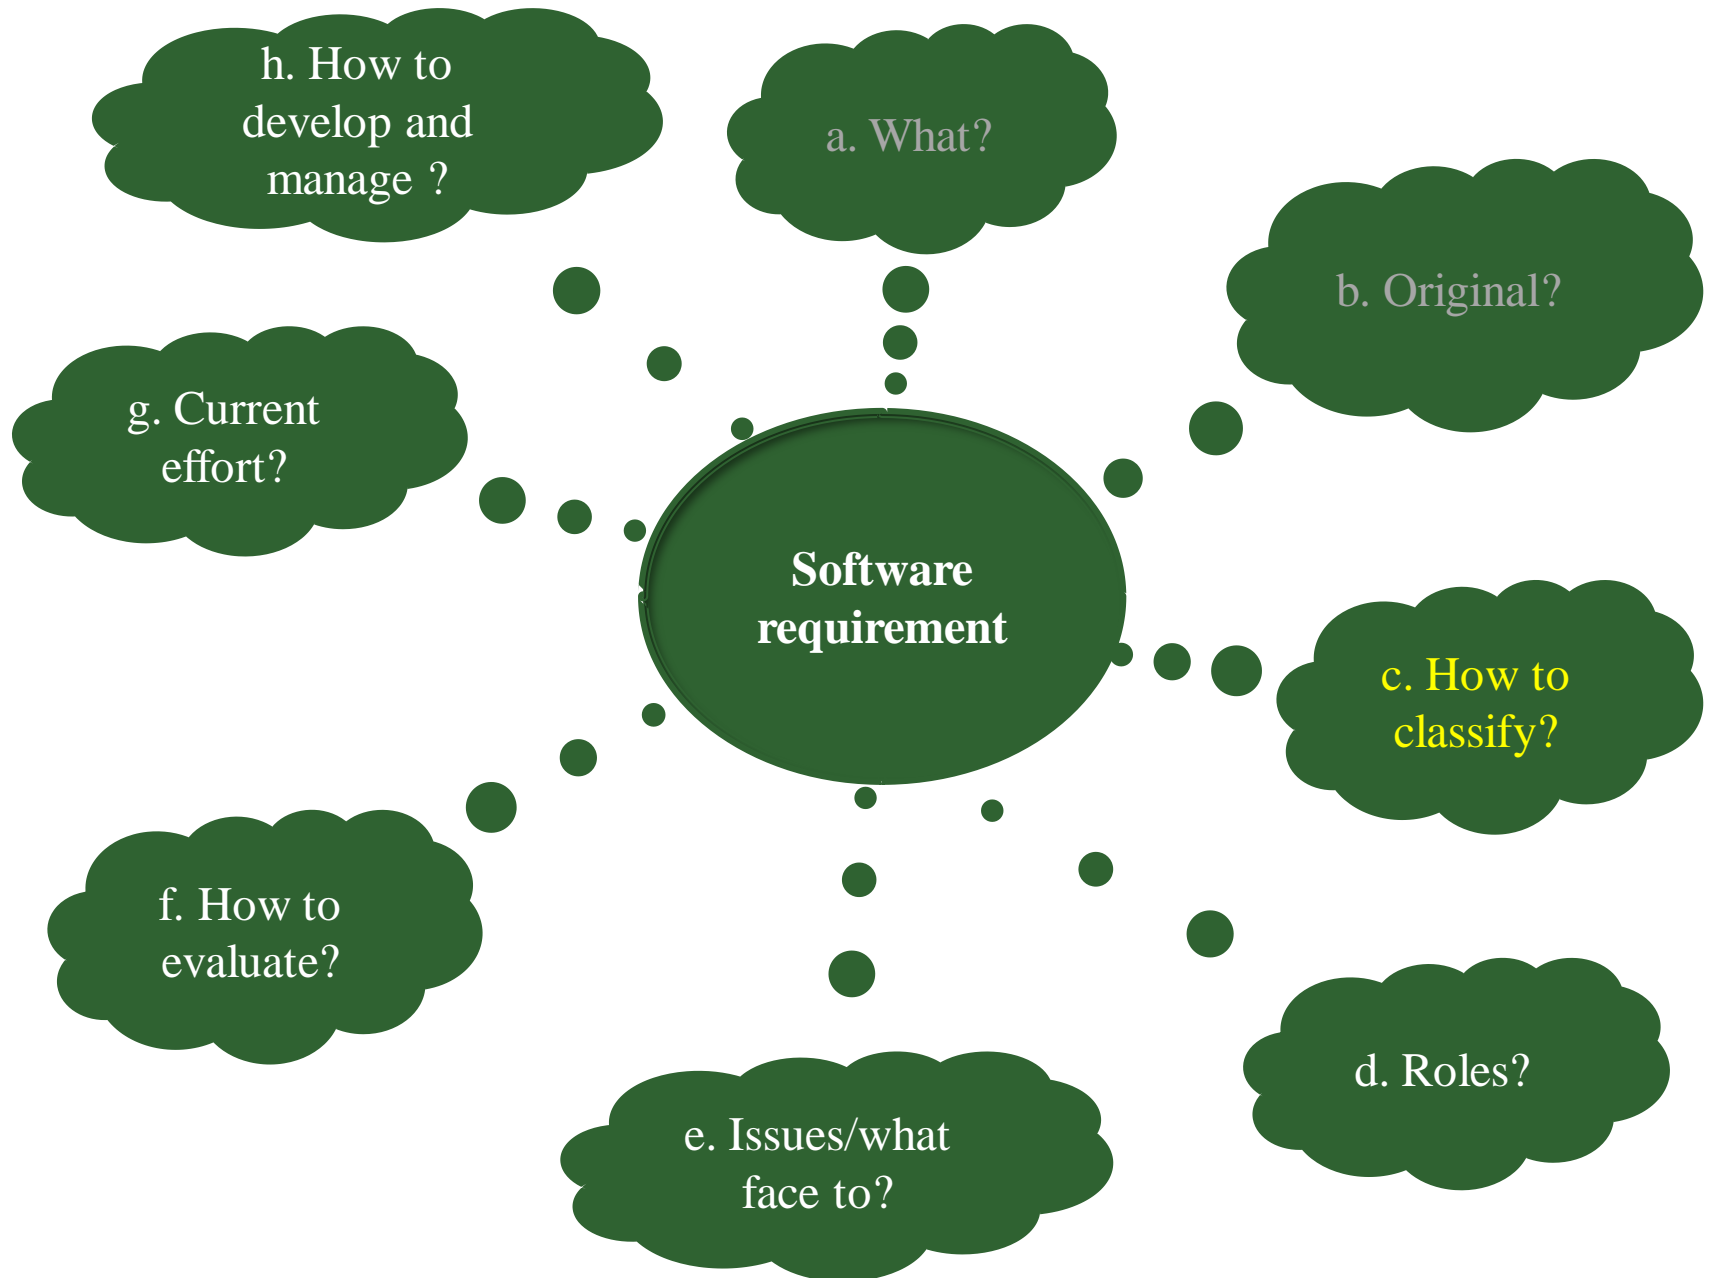 h. How to
develop and
manage ?
a. What?
b. Original?
g. Current
effort?
Software
requirement
c. How to
classify?
f. How to
evaluate?
d. Roles?
e. Issues/what
face to?